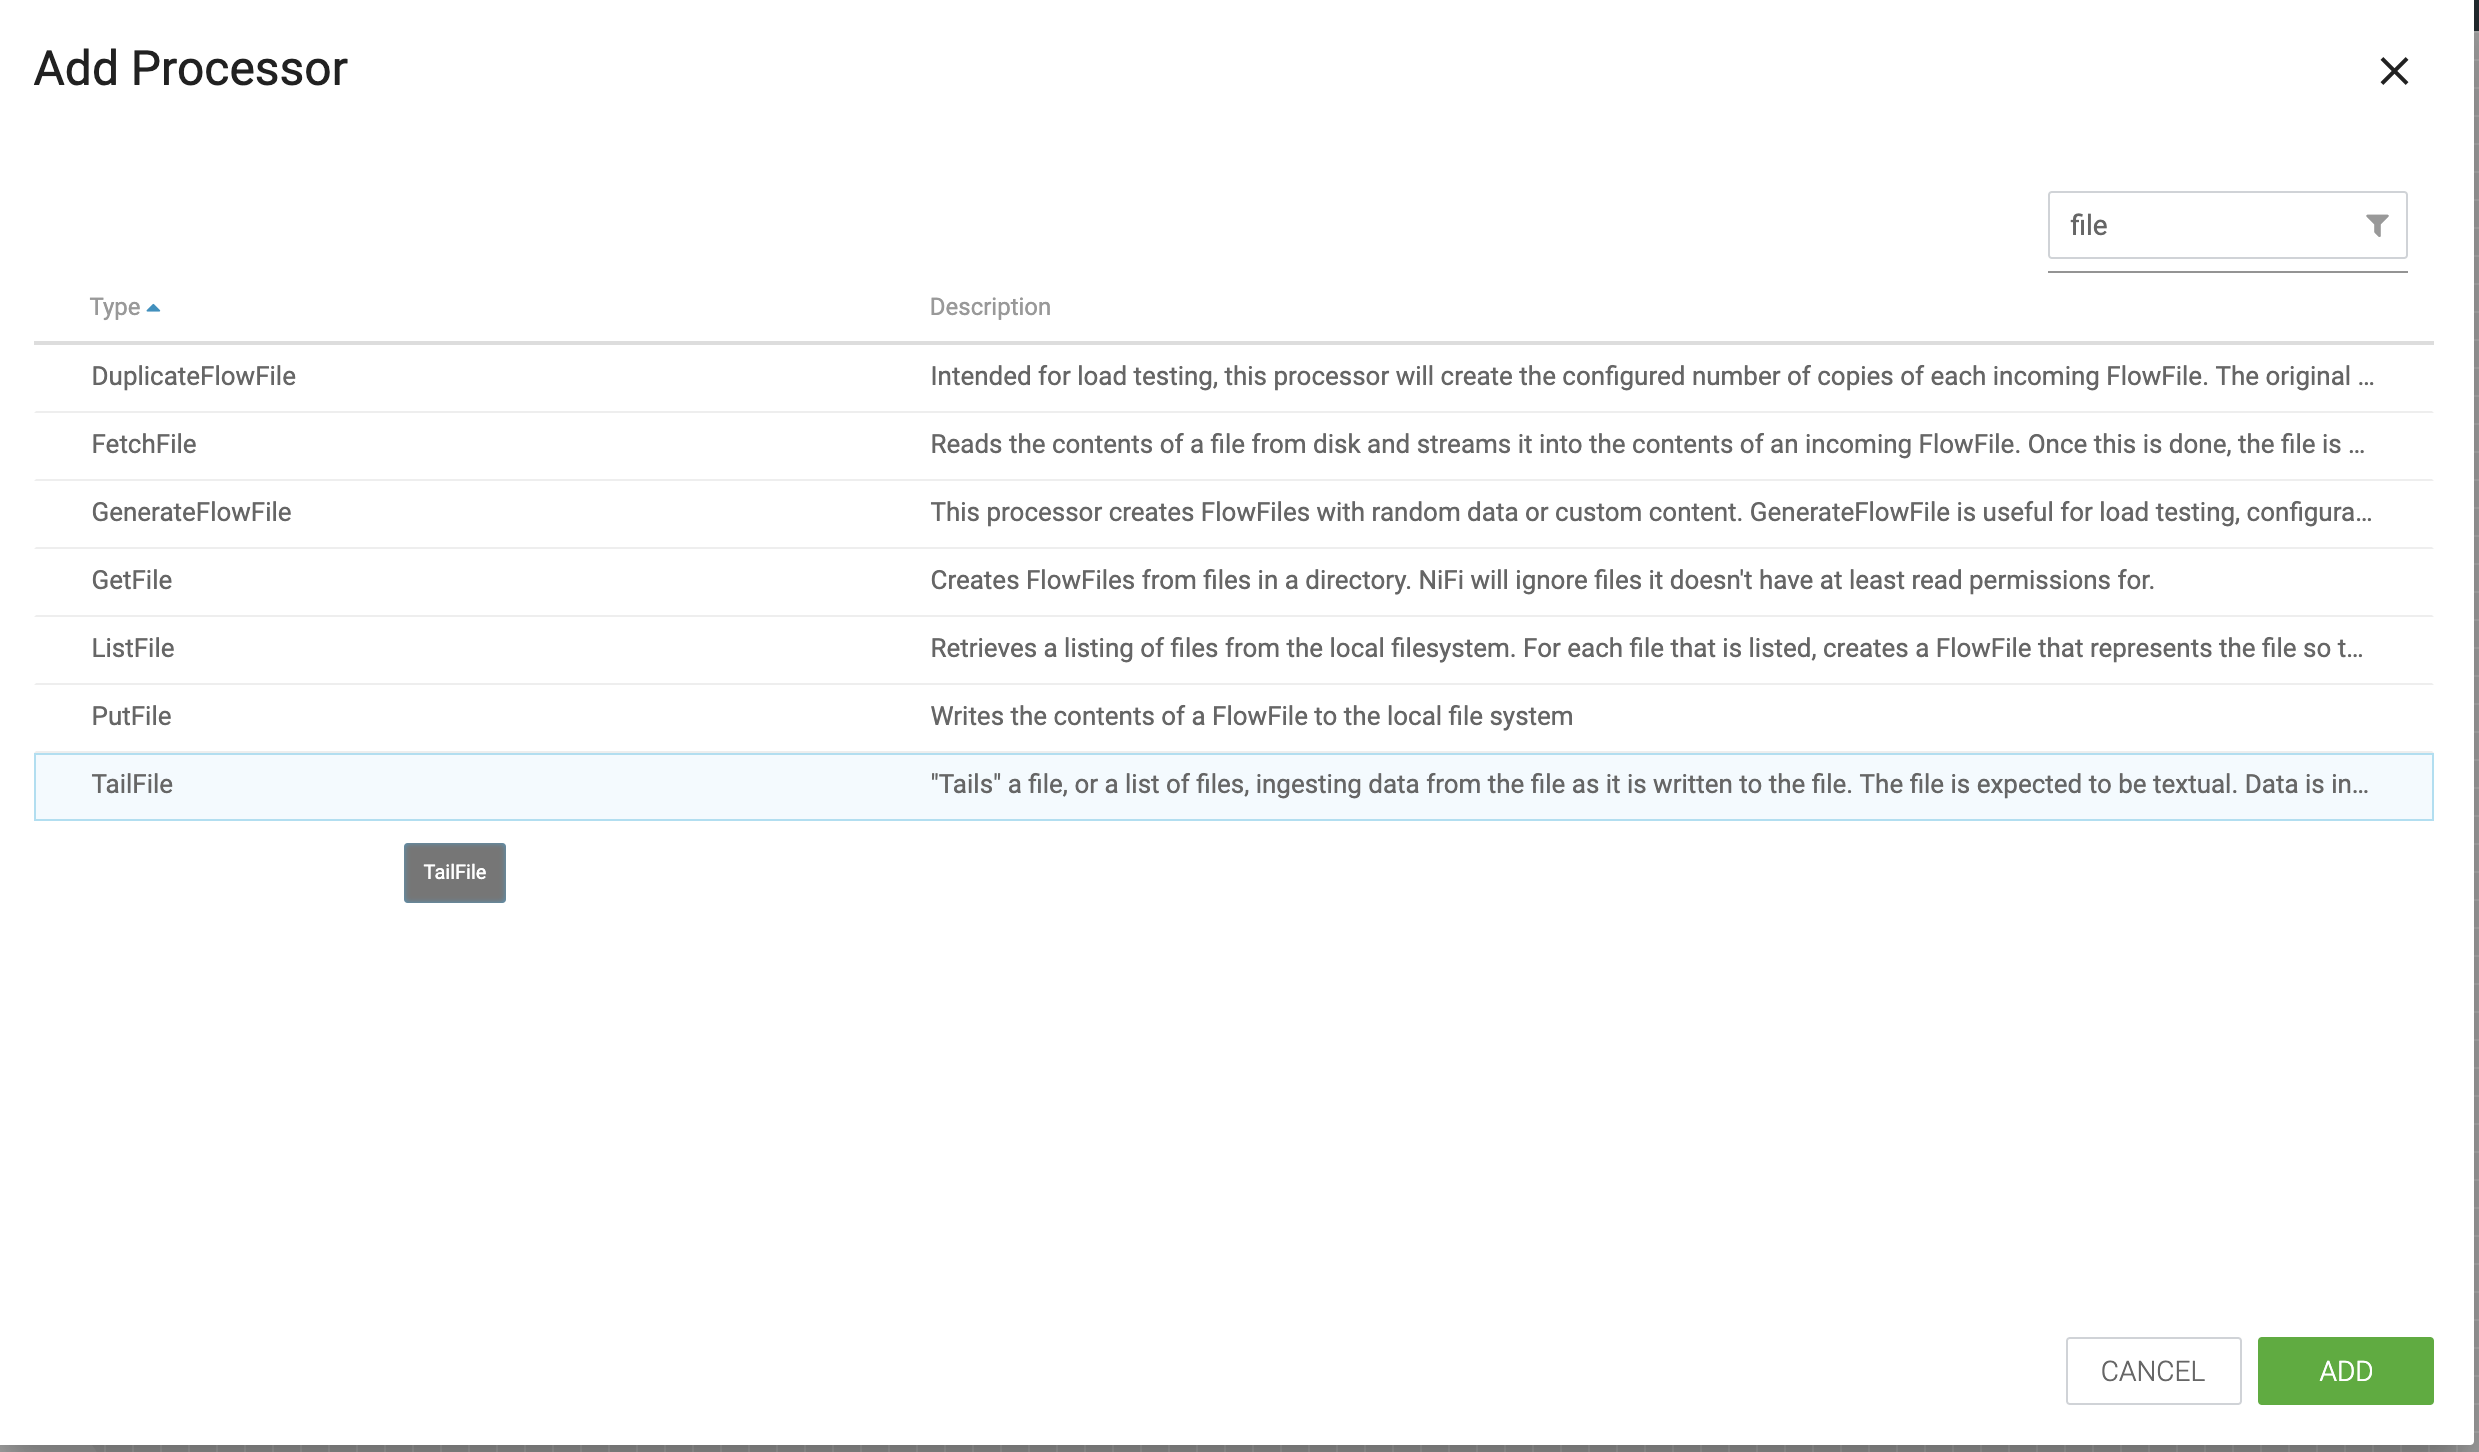 Add Processor
file
Type Description
DuplicateFlowFile Intended for load testing, this processor will create the configured number of copies of each incoming FlowFile. The original ...
FetchFile Reads the contents of a file from disk and streams it into the contents of an incoming FlowFile. Once this is done, the file is ...
GenerateFlowFile This processor creates FlowFiles with random data or custom content. GenerateFlowFile is useful for load testing, configura...
GetFile Creates FlowFiles from files in a directory. NiFi will ignore files it doesn't have at least read permissions for.
ListFile Retrieves a listing of files from the local filesystem. For each file that is listed, creates a FlowFile that represents the file so t...
PutFile Writes the contents of a FlowFile to the local file system
TailFile "Tails" a file, or a list of files, ingesting data from the file as it is written to the file. The file is expected to be textual. Data is in...
TailFile
CANCEL ADD